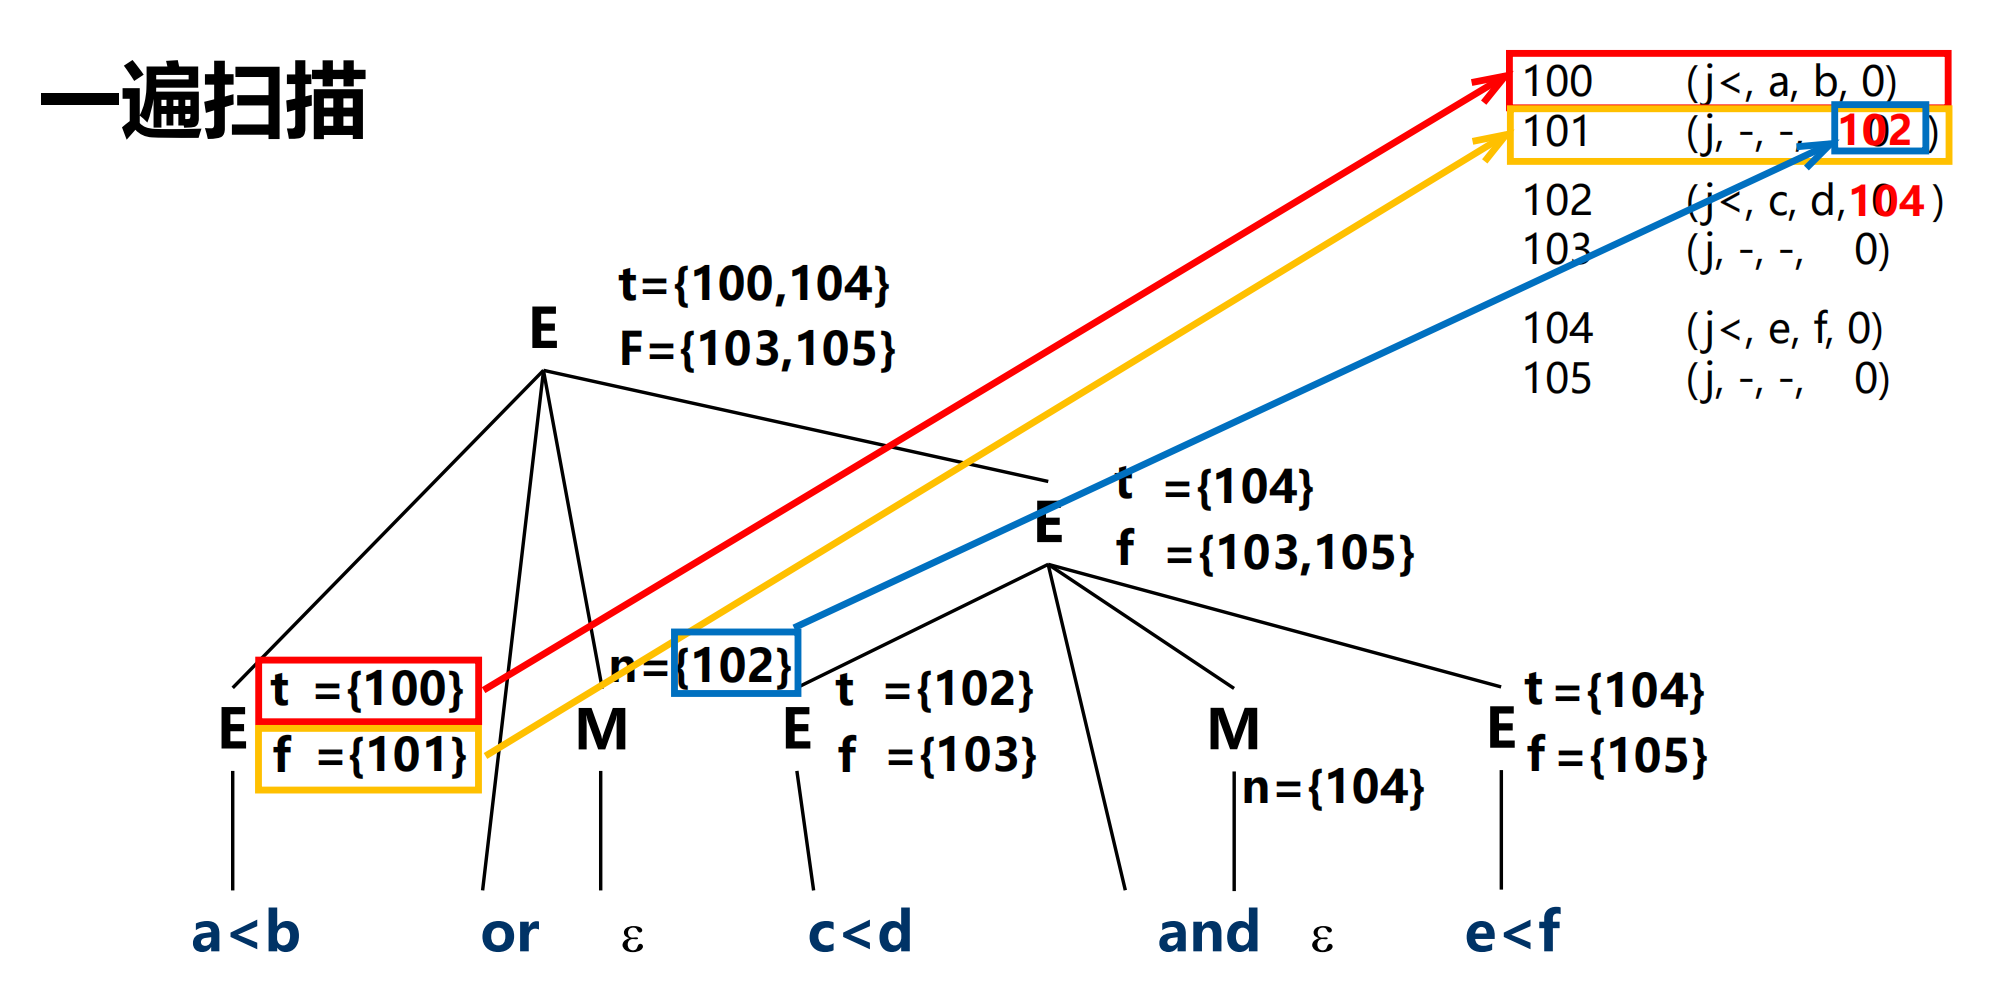 一遍扫描
100 (j<, a, b, 0)
101 (j, -, -, 102 )
102 (j<, c, d, 104 )
103 (j, -, -, 0)
104 (j<, e, f, 0)
105 (j, -, -, 0)
t={100,104}
E
F={103,105}
t ={104}
E
f ={103,105}
n={102}
t ={100}
E
f ={101}
M
t ={102}
E
f ={103}
M
n={104}
t ={104}
E
f ={105}
a<b or ε c<d and ε e<f